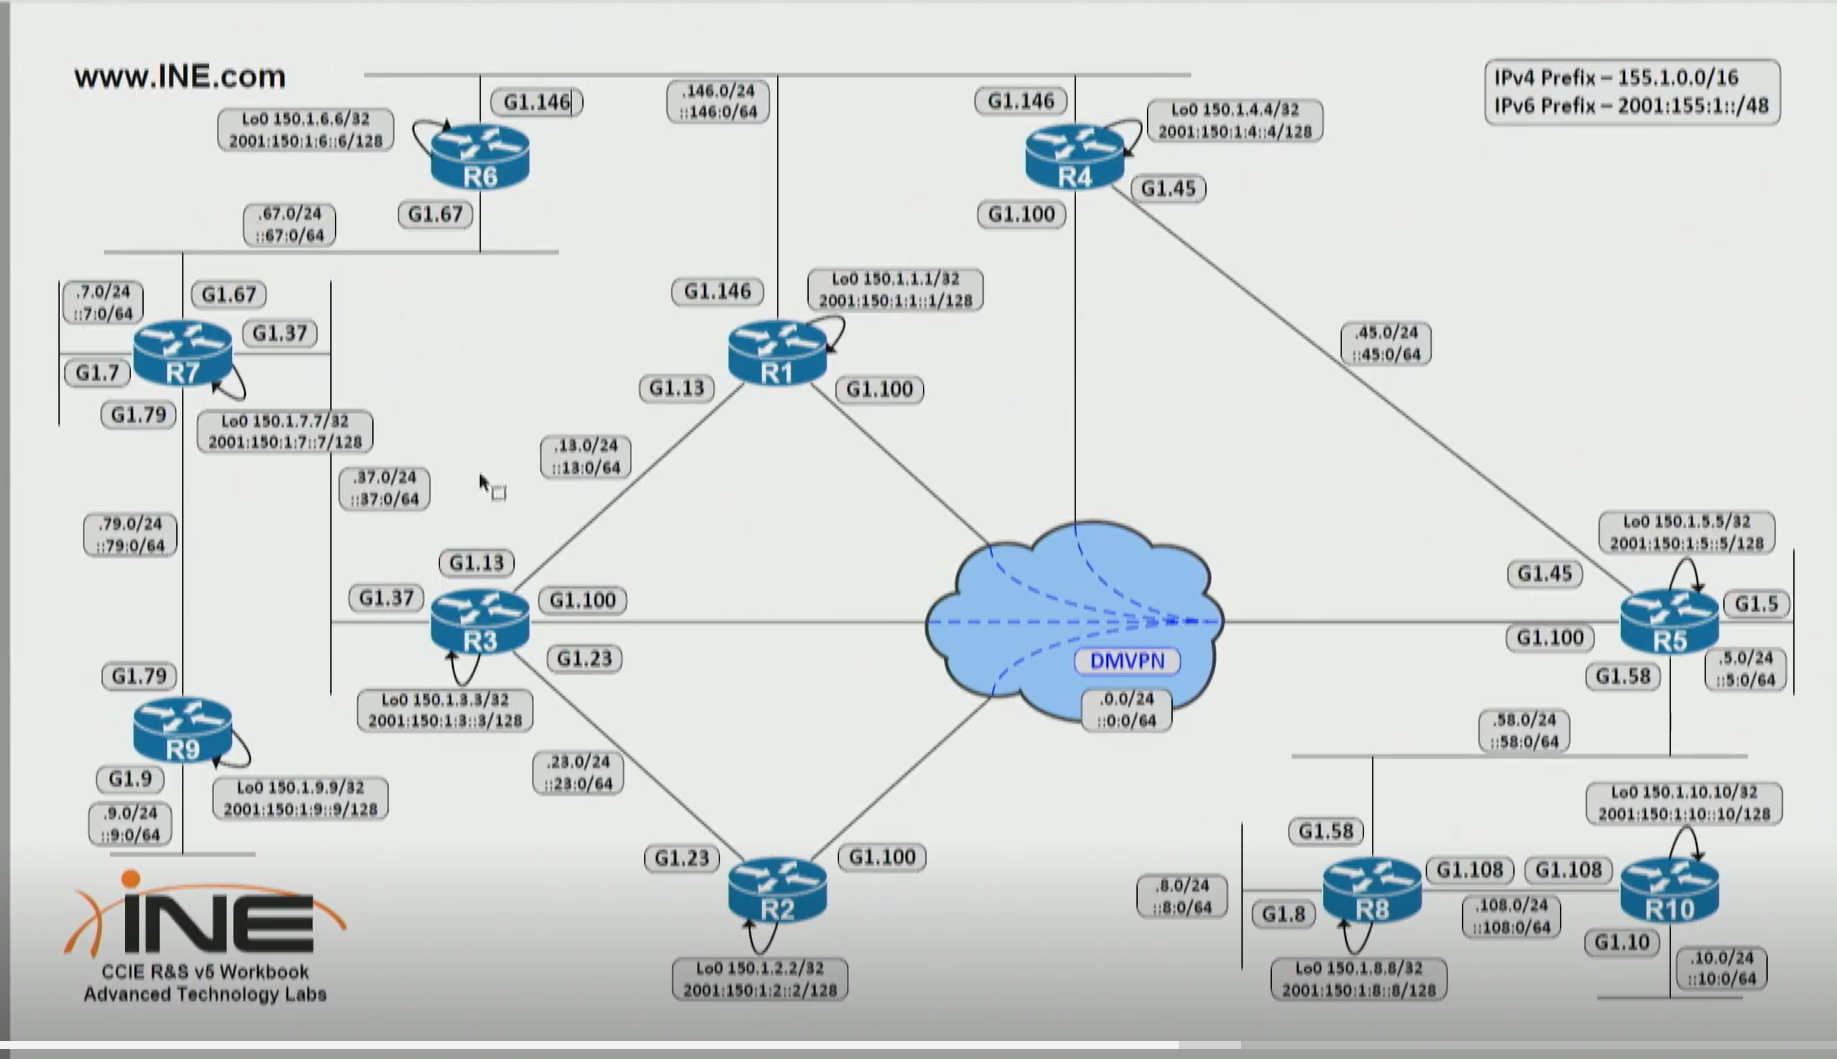 www.INE.com
IPv4 Prefix – 155.1.0.0/16
IPv6 Prefix – 2001:155:1::/48
G1.146
.146.0/24
::146:0/64
G1.146
Lo0 150.1.6.6/32
2001:150:1:6::6/128
Lo0 150.1.4.4/32
2001:150:1:4::4/128
R6
R4
G1.45
.67.0/24
::67:0/64
G1.67
G1.100
.7.0/24
::7:0/64
G1.67
G1.37
G1.146
Lo0 150.1.1.1/32
2001:150:1:1::1/128
.45.0/24
::45:0/64
G1.7
R7
R1
G1.79
G1.13
G1.100
Lo0 150.1.7.7/32
2001:150:1:7::7/128
.13.0/24
::13:0/64
.37.0/24
::37:0/64
.79.0/24
::79:0/64
Lo0 150.1.5.5/32
2001:150:1:5::5/128
G1.13
G1.45
G1.37
G1.100
G1.5
R3
G1.100
R5
G1.23
DMVPN
.0.0/24
::0:0/64
G1.58
.5.0/24
::5:0/64
G1.79
Lo0 150.1.3.3/32
2001:150:1:3::3/128
.58.0/24
::58:0/64
R9
.23.0/24
::23:0/64
G1.9
Lo0 150.1.9.9/32
2001:150:1:9::9/128
.9.0/24
::9:0/64
Lo0 150.1.10.10/32
2001:150:1:10::10/128
G1.23
G1.100
G1.58
G1.108
G1.108
R2
.8.0/24
::8:0/64
G1.8
R8
.108.0/24
::108:0/64
R10
G1.10
.10.0/24
::10:0/64
Lo0 150.1.2.2/32
2001:150:1:2::2/128
Lo0 150.1.8.8/32
2001:150:1:8::8/128
INE
CCIE R&S v5 Workbook
Advanced Technology Labs